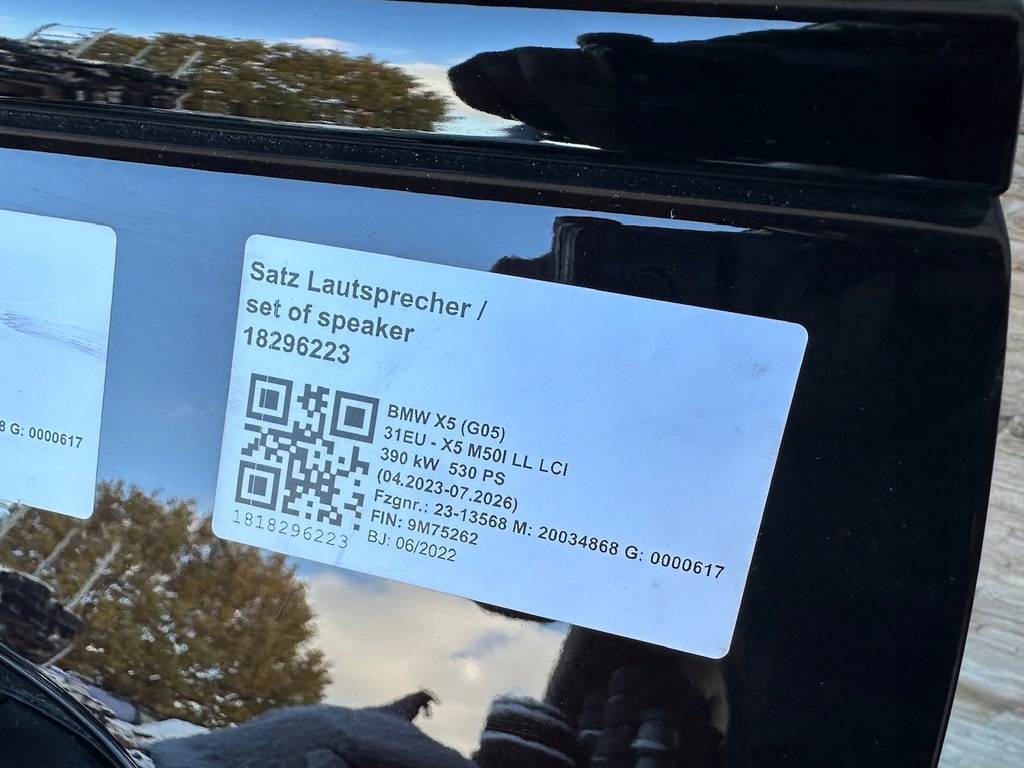 Satz Lautsprecher /
set of speaker
18296223
BMW X5 (G05)
31EU - X5 M50I LL LCI
390 kW 530 PS
(04.2023-07.2026)
Fzgnr.: 23-13568 M: 20034868 G: 0000617
FIN: 9M75262
BJ: 06/2022
1818296223
8 G: 0000617